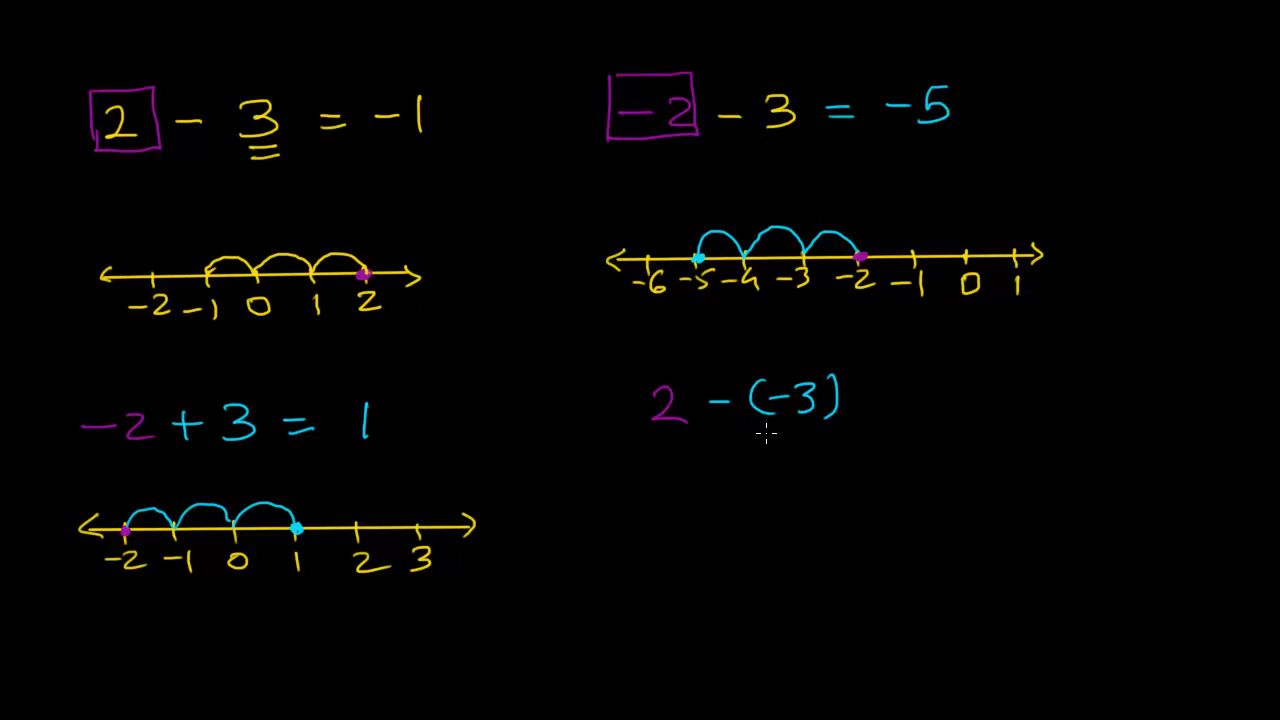 2 - 3 = -1
-2 - 3 = -5
-2 -1 0 1 2
-6 -5 -4 -3 -2 -1 0 1
-2 + 3 = 1
2 - (-3)
-2 -1 0 1 2 3